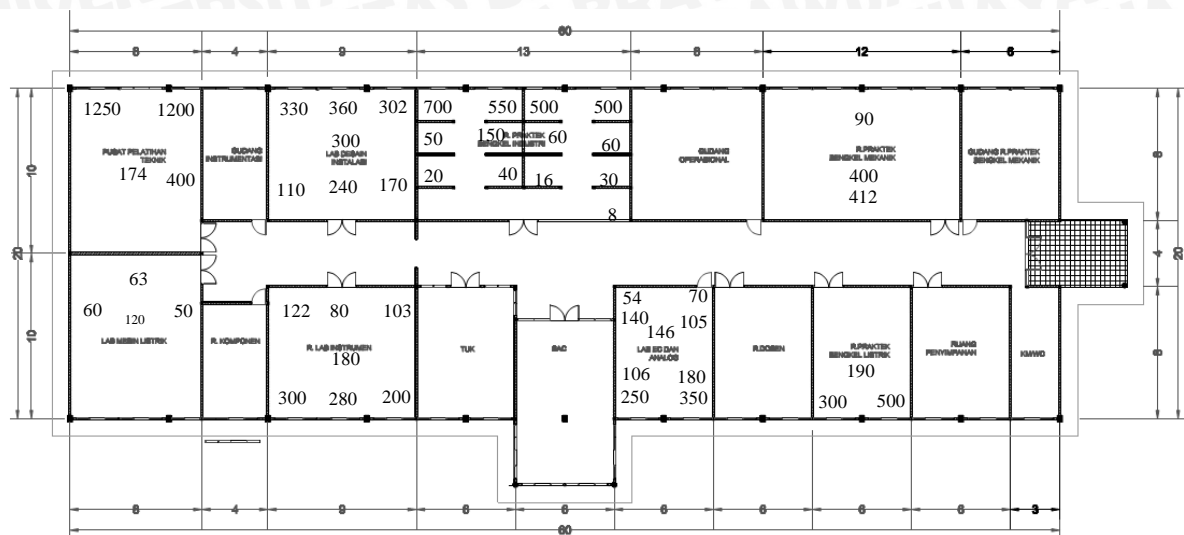 60
8 4 9 13 8 12 6
1250 1200
330 360 302
700 550 500 500
90
50 150 60 60
R. PRAKTEK
BENGKEL INDUSTRI
300
LAB DESAIN
INSTALASI
PUSAT PELATIHAN
TEKNIK
GUDANG
INSTRUMENTASI
GUDANG
OPERASIONAL
R.PRAKTEK
BENGKEL MEKANIK
GUDANG R.PRAKTEK
BENGKEL MEKANIK
174 400
110 240 170
20 40 16 30
400
412
8
10
20
8
4
20
63
60 120 50
LAB MESIN LISTRIK
10
R. KOMPONEN
122 80 103
R. LAB INSTRUMEN
180
300 280 200
TUK
SAC
54 70
140 105
146
LAB EC DAN
ANALOG
106 180
250 350
R.DOSEN
R.PRAKTEK
BENGKEL LISTRIK
190
300 500
RUANG
PENYIMPANAN
KM/WC
8
8 4 9 6 6 6 6 6 6 3
60